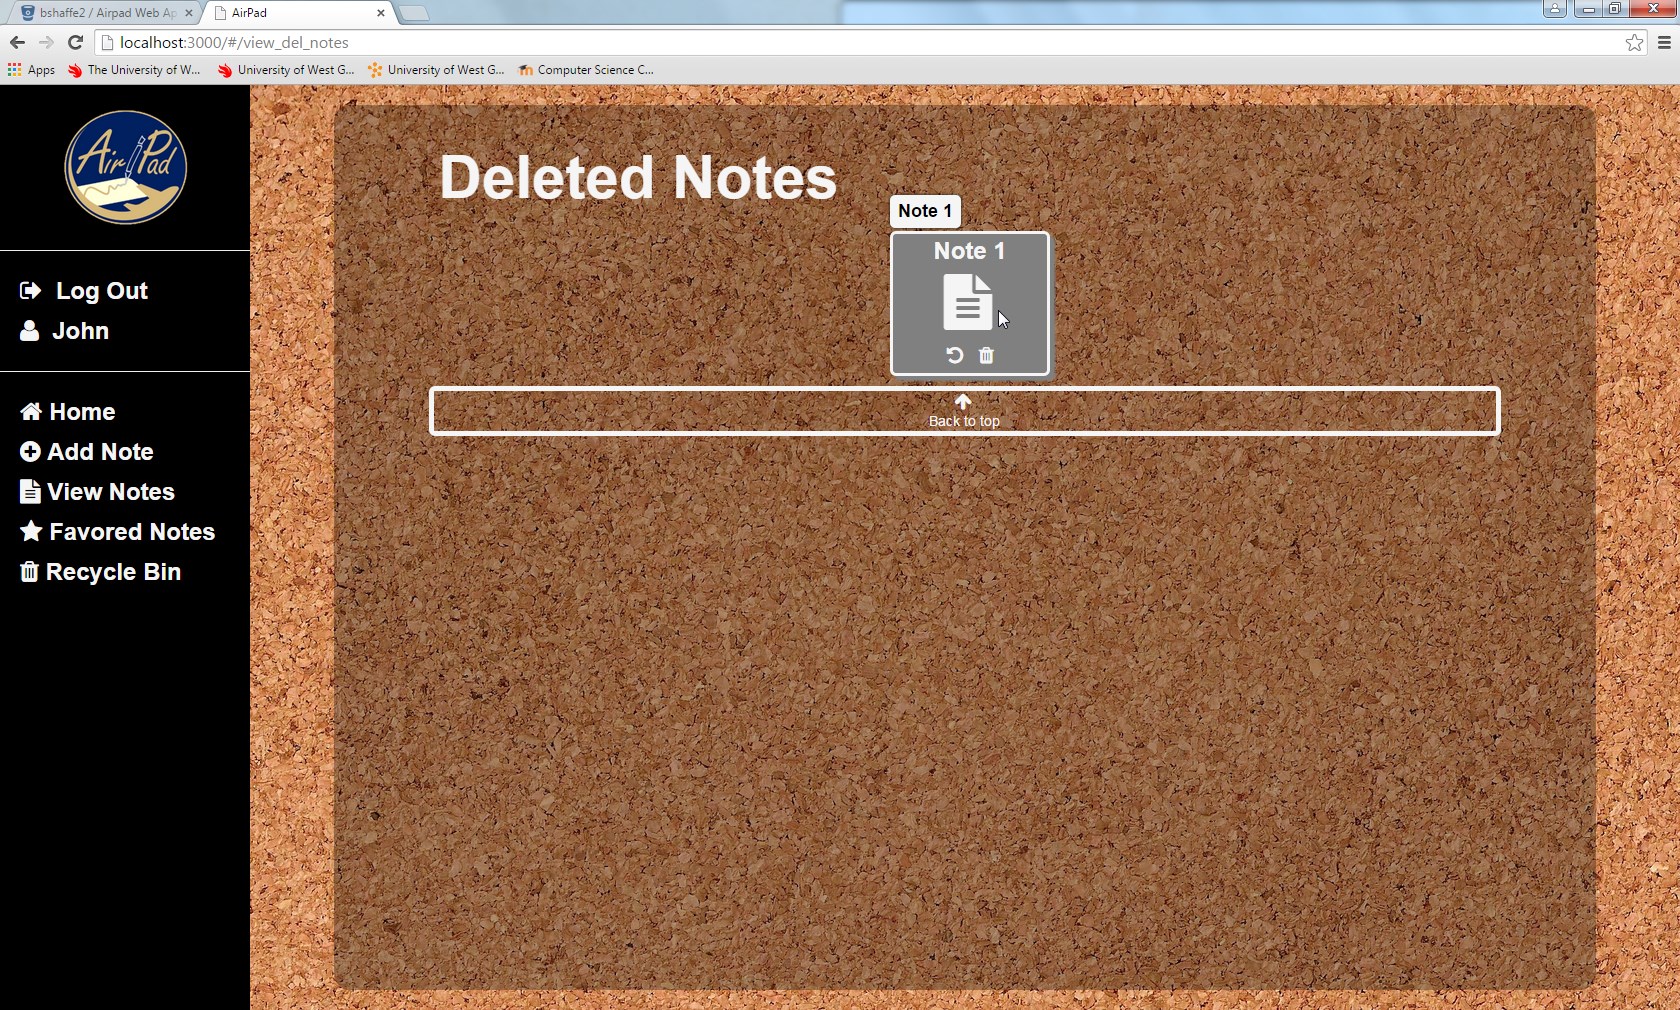 bshaffe2 / Airpad Web Ap
AirPad
localhost:3000/#/view_del_notes
Apps
The University of W...
University of West G...
University of West G...
Computer Science C...
Air Pad
Log Out
John
Home
Add Note
View Notes
Favored Notes
Recycle Bin
Deleted Notes
Note 1
Note 1
Back to top